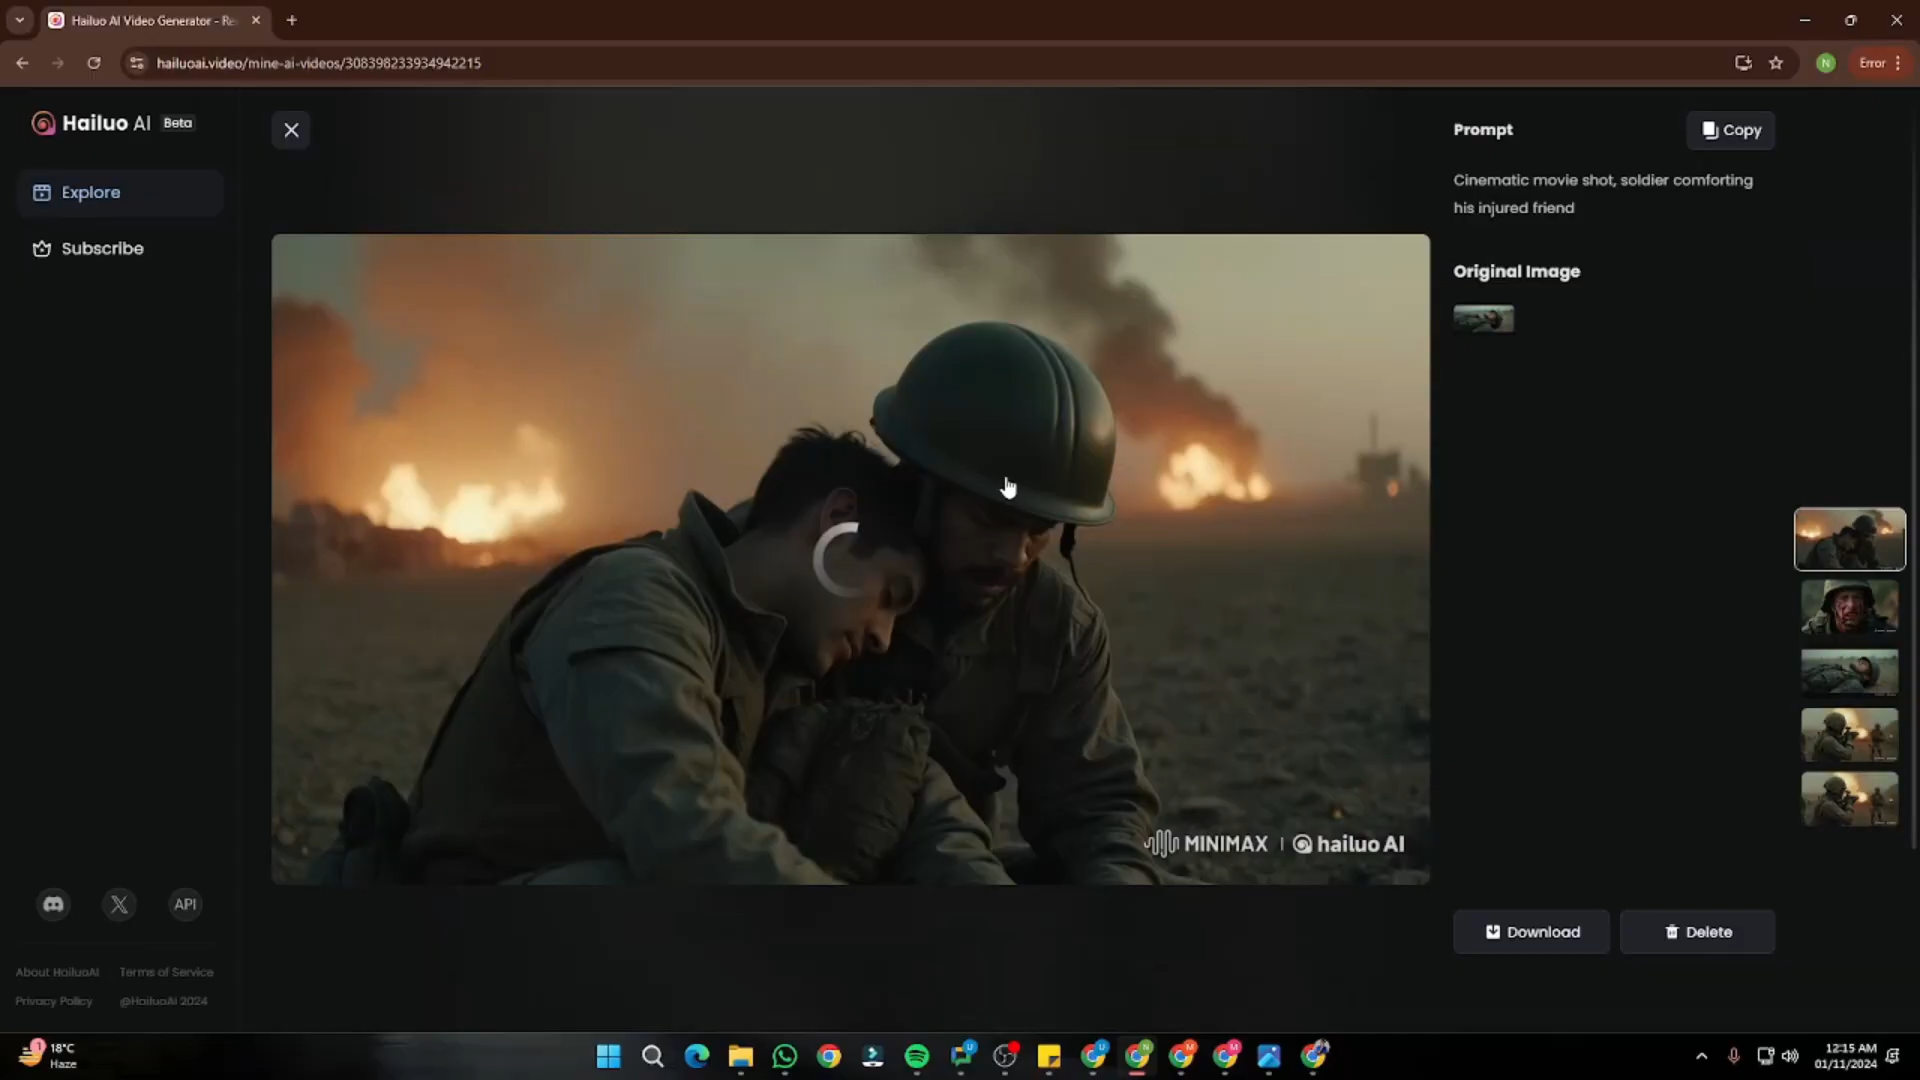 Hailuo AI Video Generator - Re
hailuoai.video/mine-ai-videos/308398233934942215
N
Error
Hailuo AI Beta
Explore
Subscribe
Prompt
Copy
Cinematic movie shot, soldier comforting
his injured friend
Original Image
MINIMAX | hailuo AI
Download
Delete
API
About HailuoAI
Terms of Service
Privacy Policy
@HailuoAI 2024
1
18°C
Haze
U
U
N
M
M
12:15 AM
01/11/2024